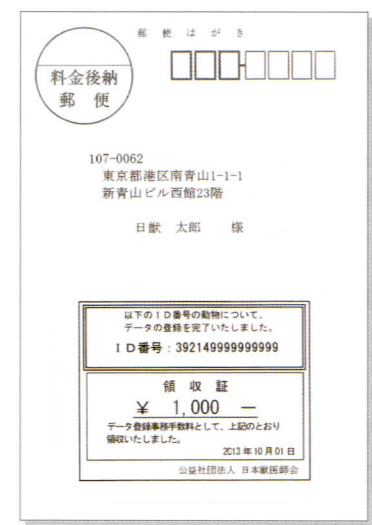 郵便はがき
料金後納
郵便
107-0062
東京都港区南青山1-1-1
新青山ビル西館23階
日獣 太郎 様
以下のID番号の動物について、
データの登録を完了いたしました。
ID番号：392149999999999
領収証
¥ 1,000 ―
データ登録事務手数料として、上記のとおり
領収いたしました。
2013年10月01日
公益社団法人 日本獣医師会